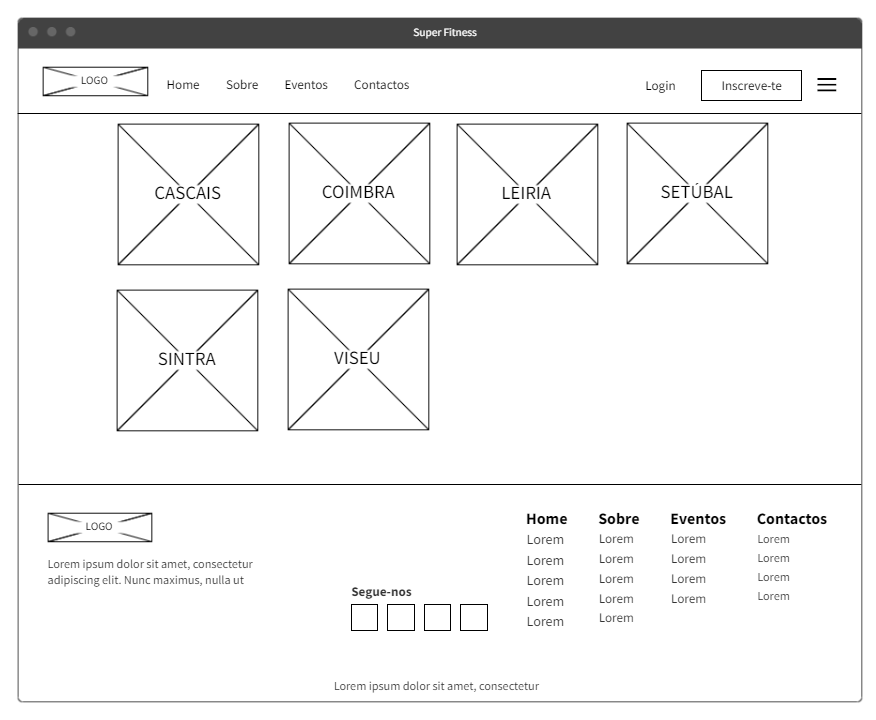 Super Fitness
LOGO
Home Sobre Eventos Contactos Login Inscreve-te
CASCAIS COIMBRA LEIRIA SETÚBAL
SINTRA VISEU
LOGO
Lorem ipsum dolor sit amet, consectetur
adipiscing elit. Nunc maximus, nulla ut
Segue-nos
Home
Lorem
Lorem
Lorem
Lorem
Lorem
Sobre
Lorem
Lorem
Lorem
Lorem
Lorem
Eventos
Lorem
Lorem
Lorem
Lorem
Contactos
Lorem
Lorem
Lorem
Lorem
Lorem ipsum dolor sit amet, consectetur